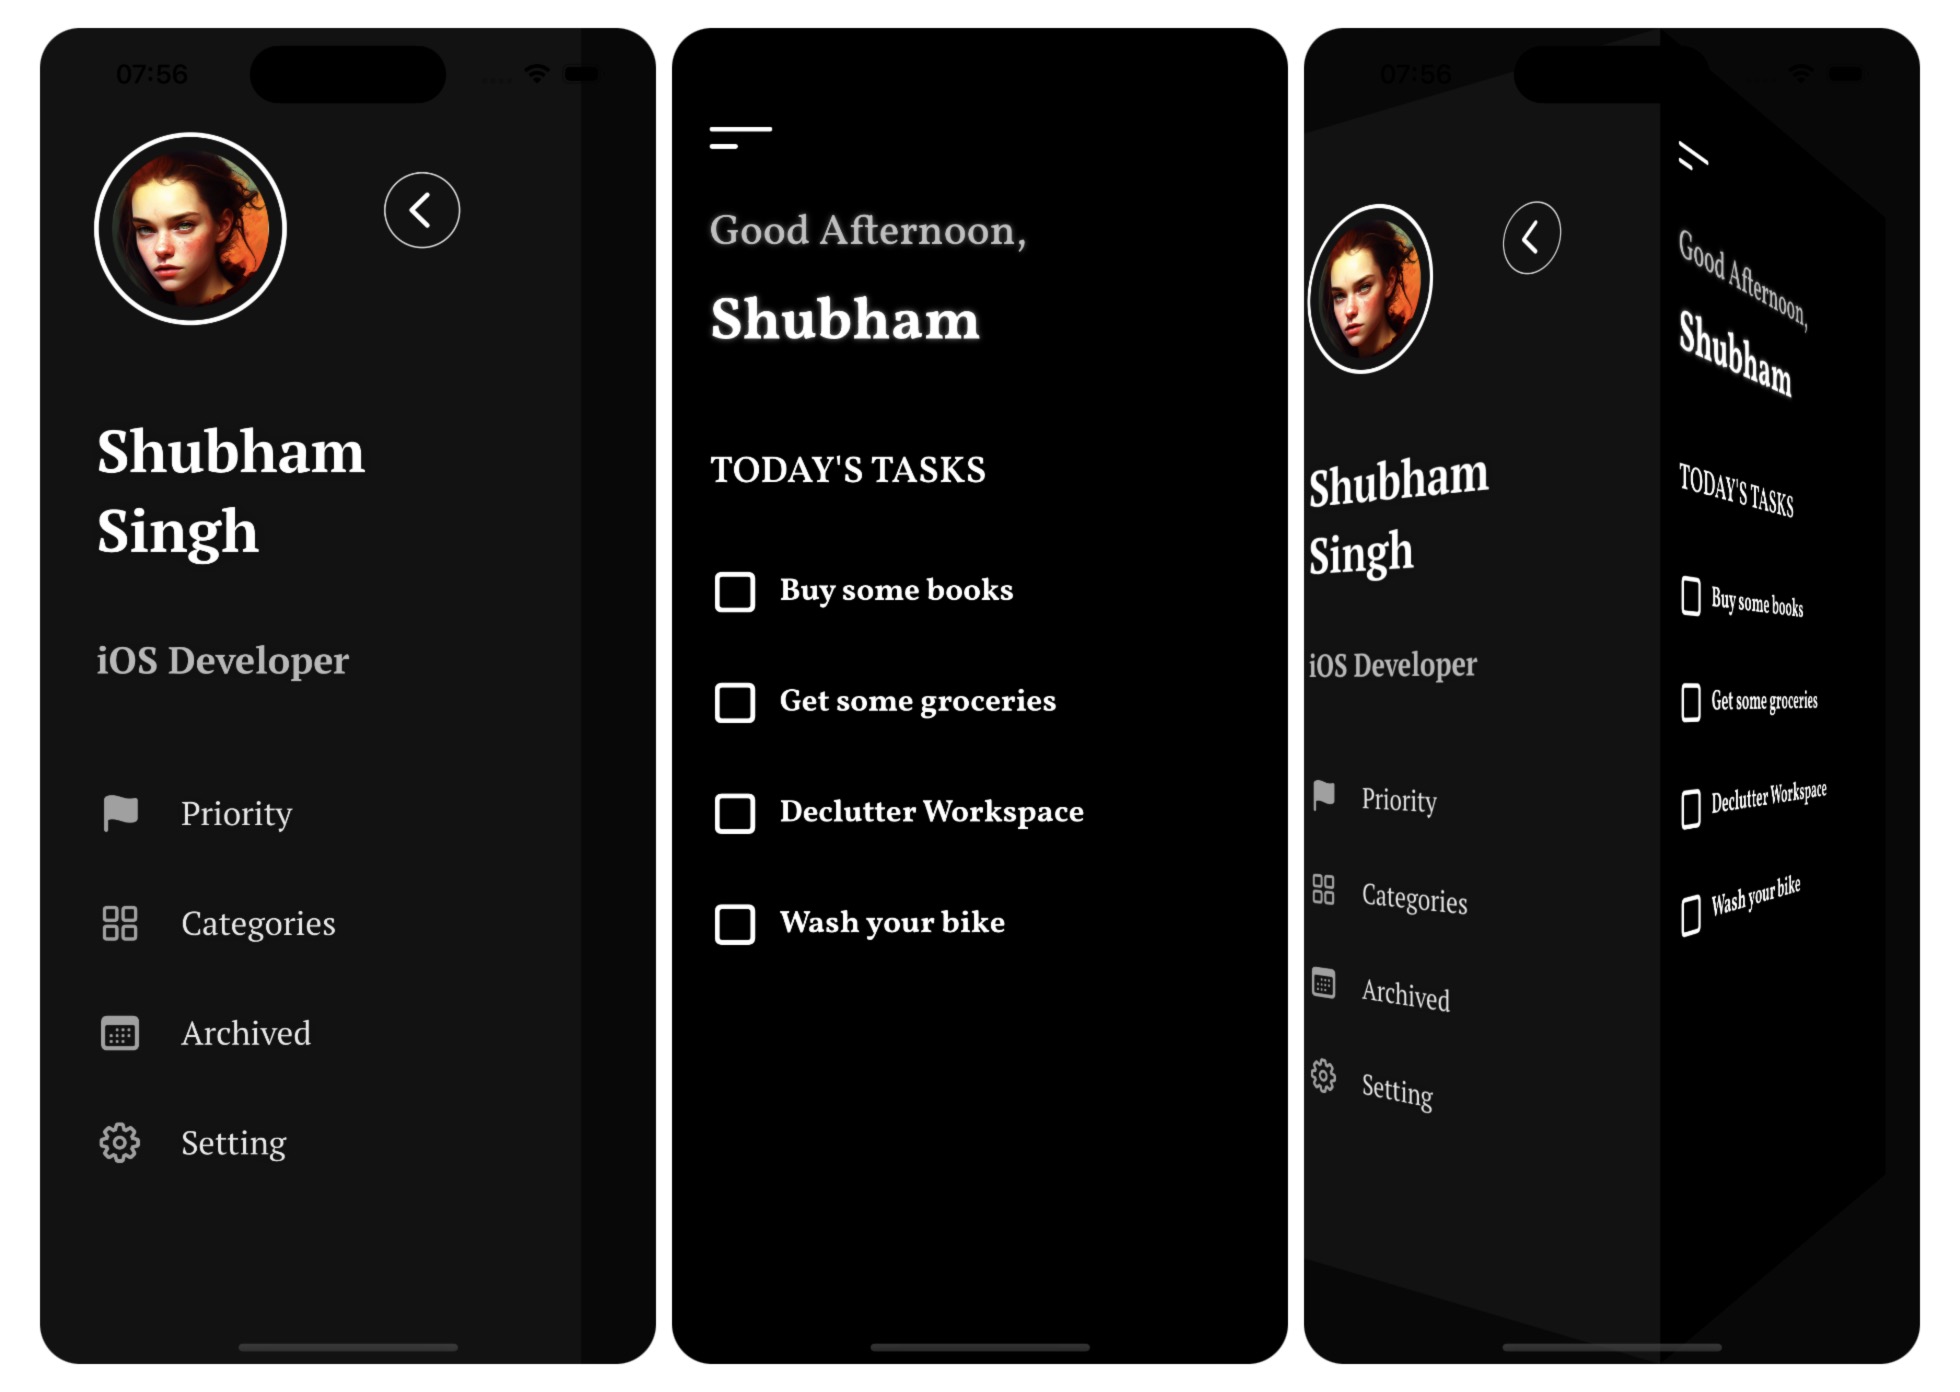 07:56
Shubham
Singh
iOS Developer
Priority
Categories
Archived
Setting
Good Afternoon,
Shubham
TODAY'S TASKS
Buy some books
Get some groceries
Declutter Workspace
Wash your bike
07:56
Shubham
Singh
iOS Developer
Priority
Categories
Archived
Setting
Good Afternoon,
Shubham
TODAY'S TASKS
Buy some books
Get some groceries
Declutter Workspace
Wash your bike